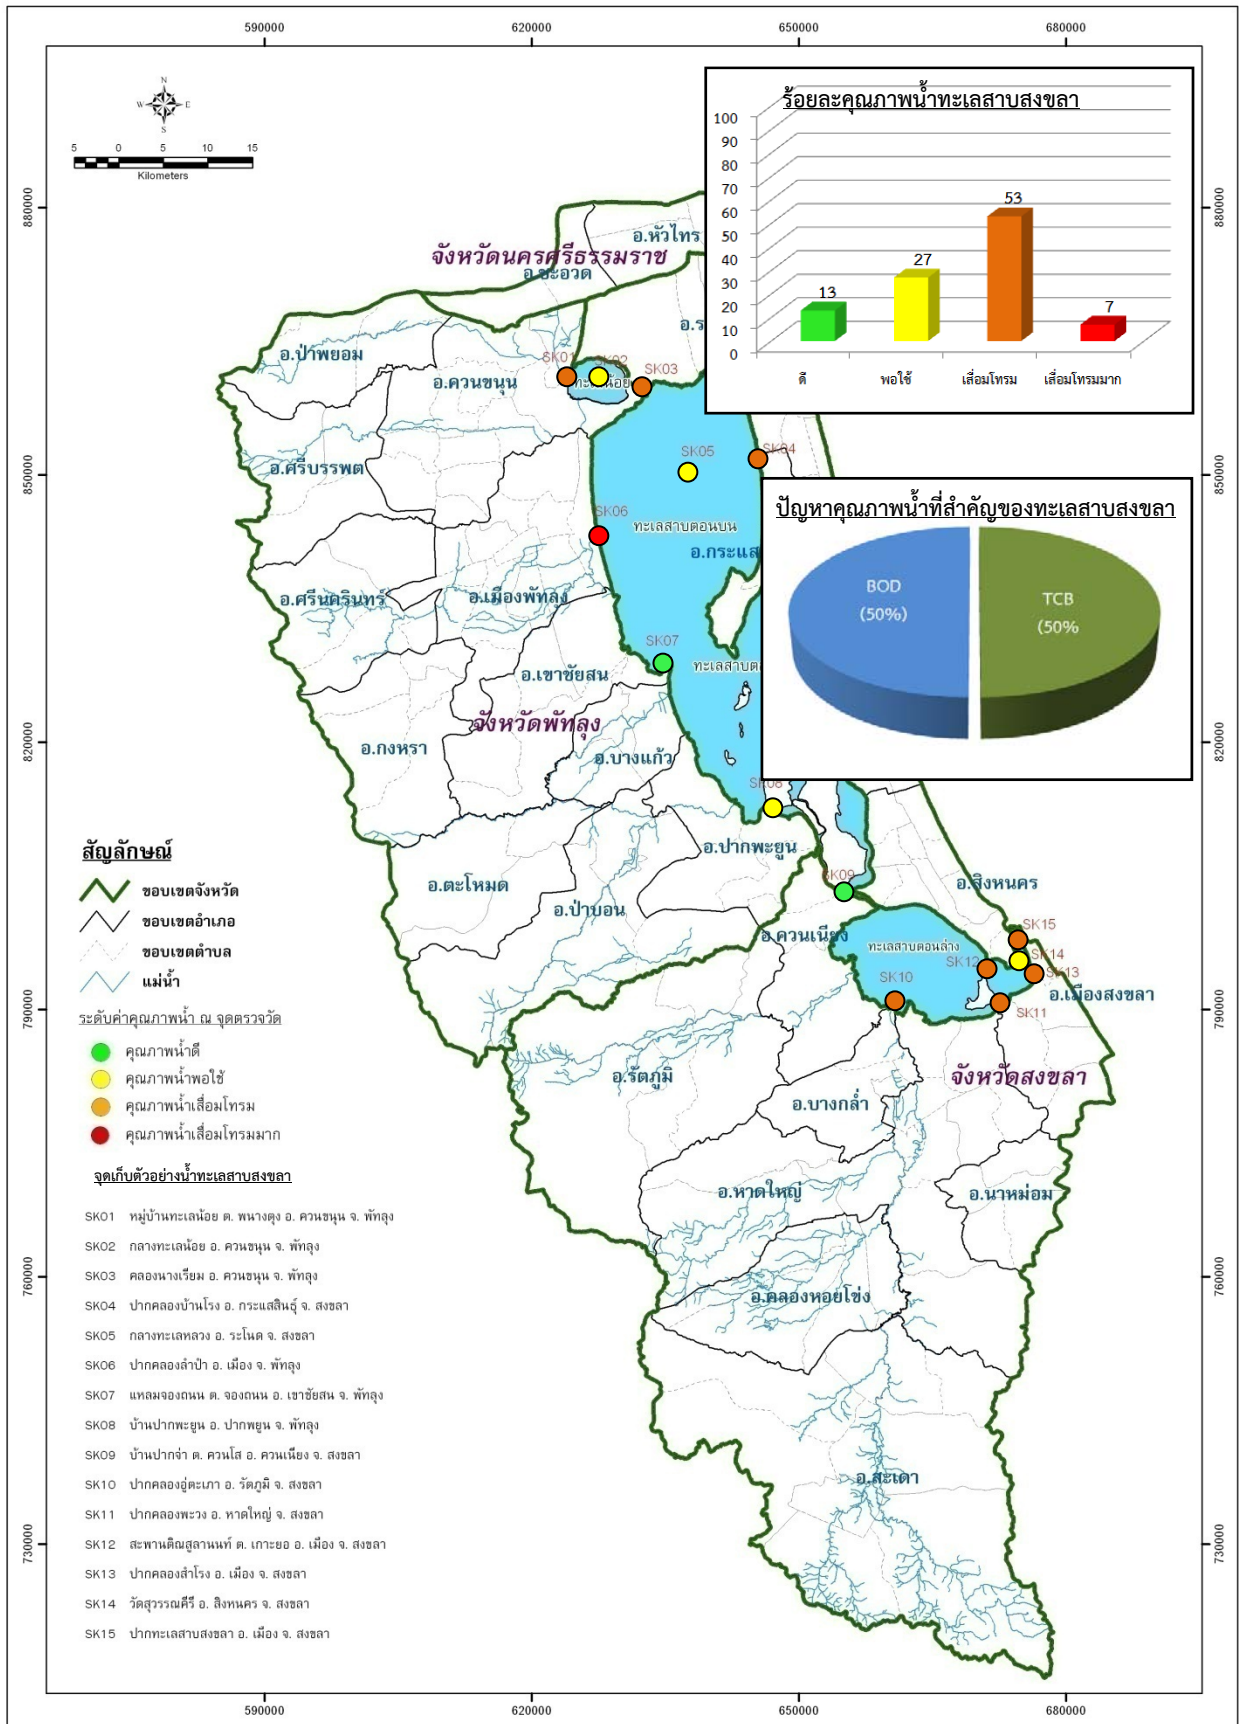 590000 620000 650000 680000
N
W E
S
5 0 5 10 15
Kilometers
ร้อยละคุณภาพน้ำทะเลสาบสงขลา
100
90
80
70
60
50
40
30
20
10
0
13
27
53
7
ดี พอใช้ เสื่อมโทรม เสื่อมโทรมมาก
880000 880000
อ.หัวไทร
จังหวัดนครศรีธรรมราช
อ.ชะอวด
อ.ป่าพยอม
อ.ควนขนุน
SK01
SK02
SK03
ทะเลน้อย
อ.ศรีบรรพต
850000 850000
SK04
SK05
SK06
ทะเลสาบตอนบน
อ.กระแส
ปัญหาคุณภาพน้ำที่สำคัญของทะเลสาบสงขลา
BOD
(50%)
TCB
(50%
อ.ศรีนครินทร์
อ.เมืองพัทลุง
SK07
ทะเลสาบต
อ.เขาชัยสน
จังหวัดพัทลุง
อ.กงหรา
820000 820000
อ.บางแก้ว
SK08
อ.ปากพะยูน
อ.ตะโหมด
อ.ป่าบอน
SK09
อ.สิงหนคร
อ.ควนเนียง
ทะเลสาบตอนล่าง
SK15
SK14
SK12
SK13
SK10
SK11
อ.เมืองสงขลา
790000 790000
อ.รัตภูมิ
จังหวัดสงขลา
อ.บางกล่ำ
อ.หาดใหญ่
อ.นาหม่อม
760000 760000
อ.คลองหอยโข่ง
อ.สะเดา
730000 730000
สัญลักษณ์
ขอบเขตจังหวัด
ขอบเขตอำเภอ
ขอบเขตตำบล
แม่น้ำ
ระดับค่าคุณภาพน้ำ ณ จุดตรวจวัด
คุณภาพน้ำดี
คุณภาพน้ำพอใช้
คุณภาพน้ำเสื่อมโทรม
คุณภาพน้ำเสื่อมโทรมมาก
จุดเก็บตัวอย่างน้ำทะเลสาบสงขลา
SK01 หมู่บ้านทะเลน้อย ต. พนางตุง อ. ควนขนุน จ. พัทลุง
SK02 กลางทะเลน้อย อ. ควนขนุน จ. พัทลุง
SK03 คลองนางเรียม อ. ควนขนุน จ. พัทลุง
SK04 ปากคลองบ้านโรง อ. กระแสสินธุ์ จ. สงขลา
SK05 กลางทะเลหลวง อ. ระโนด จ. สงขลา
SK06 ปากคลองลำปำ อ. เมือง จ. พัทลุง
SK07 แหลมจองถนน ต. จองถนน อ. เขาชัยสน จ. พัทลุง
SK08 บ้านปากพะยูน อ. ปากพยูน จ. พัทลุง
SK09 บ้านปากจ่า ต. ควนโส อ. ควนเนียง จ. สงขลา
SK10 ปากคลองอู่ตะเภา อ. รัตภูมิ จ. สงขลา
SK11 ปากคลองพะวง อ. หาดใหญ่ จ. สงขลา
SK12 สะพานติณสูลานนท์ ต. เกาะยอ อ. เมือง จ. สงขลา
SK13 ปากคลองสำโรง อ. เมือง จ. สงขลา
SK14 วัดสุวรรณคีรี อ. สิงหนคร จ. สงขลา
SK15 ปากทะเลสาบสงขลา อ. เมือง จ. สงขลา
590000 620000 650000 680000